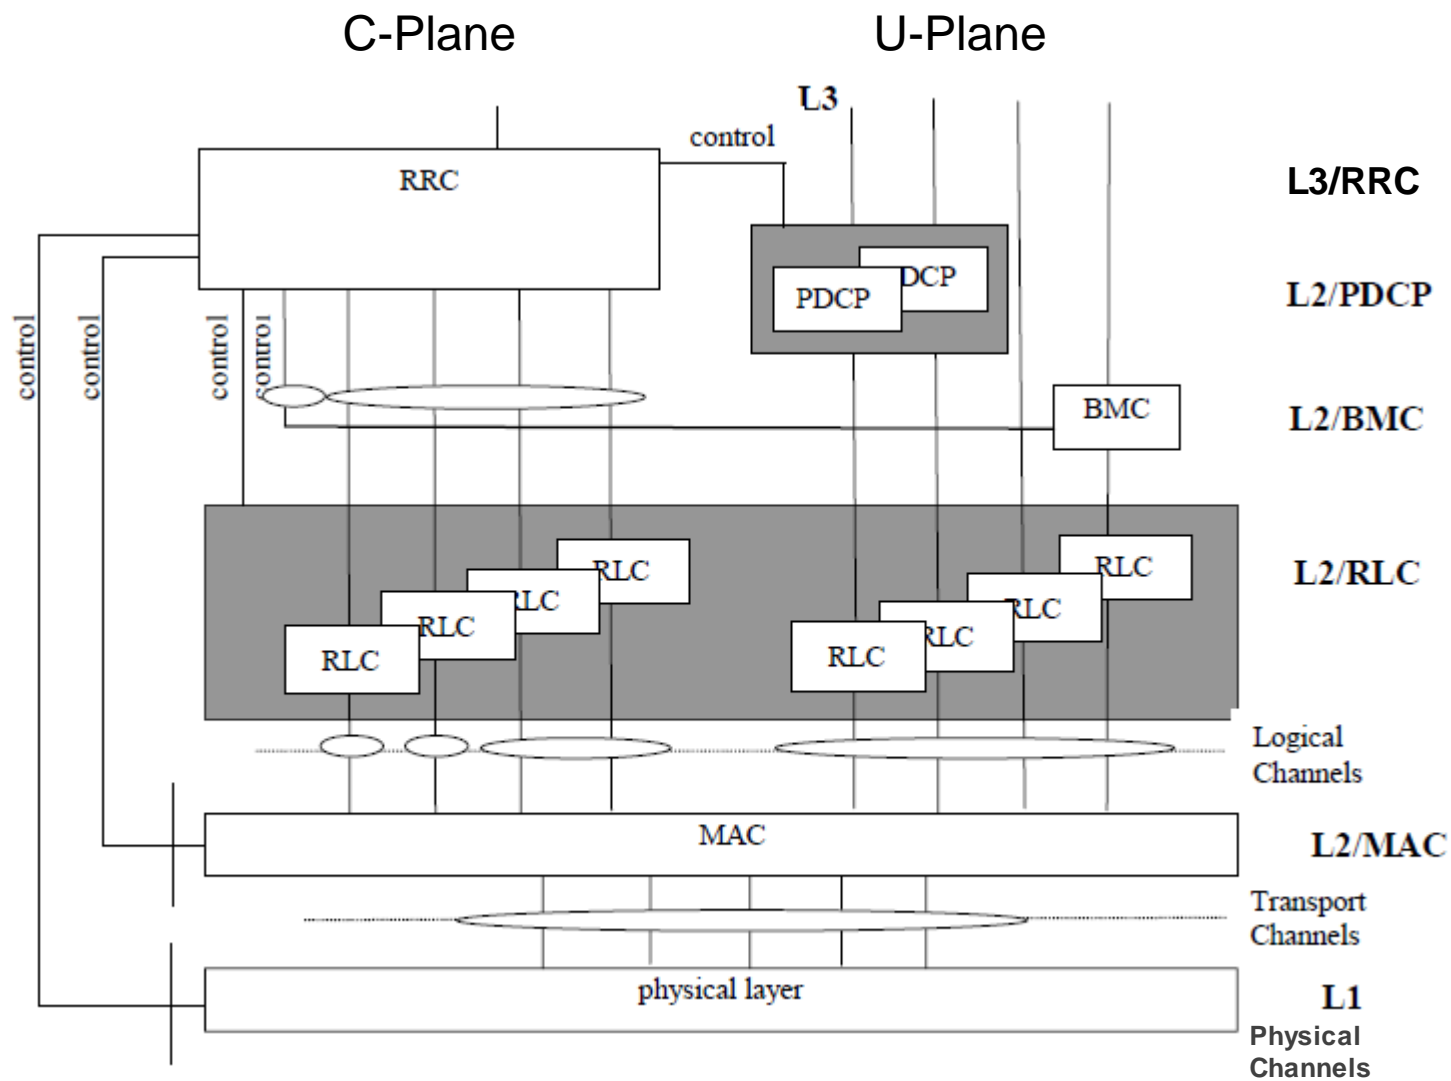 C-Plane
U-Plane
L3
control
RRC
L3/RRC
DCP
PDCP
L2/PDCP
control
control
control
control
BMC
L2/BMC
RLC
RLC
RLC
RLC
RLC
RLC
RLC
RLC
L2/RLC
Logical
Channels
MAC
L2/MAC
Transport
Channels
physical layer
L1
Physical
Channels